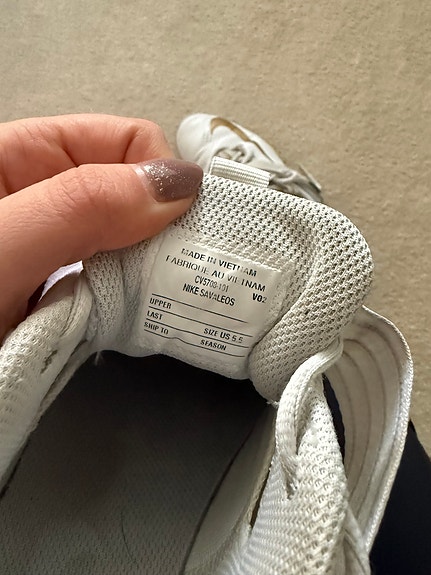 MADE IN VIETNAM
FABRIQUE AU VIETNAM
CV5708-101
NIKE SAVALEOS V02
UPPER
LAST SIZE US 5.5
SHIP TO SEASON